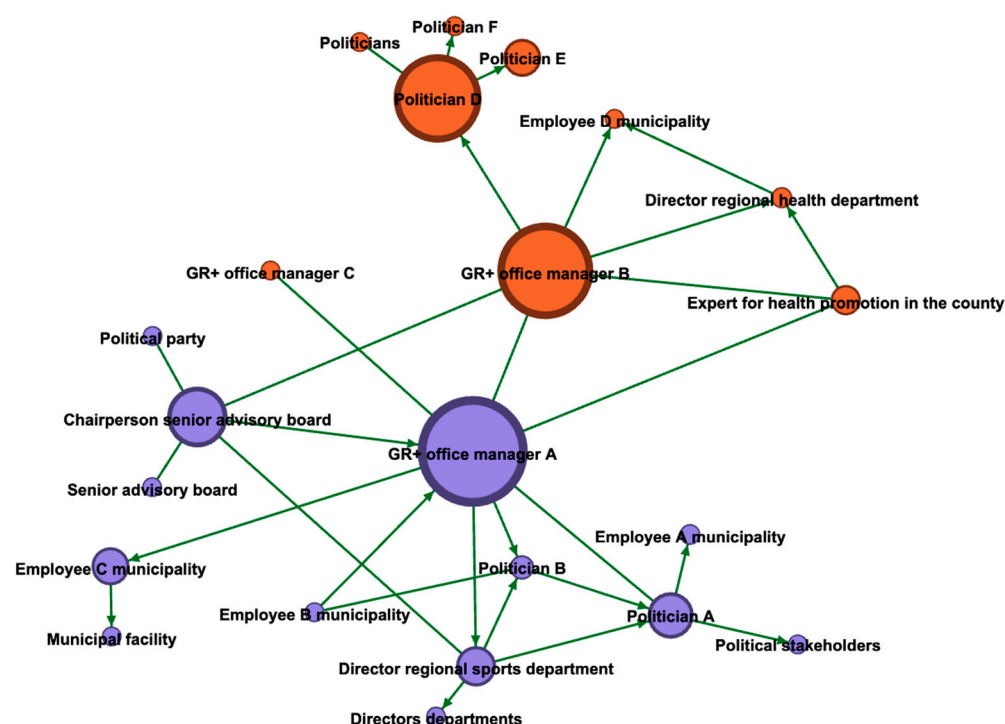 Politician F
Politicians
Politician E
Politician D
Employee D municipality
Director regional health department
GR+ office manager C
GR+ office manager B
Expert for health promotion in the county
Political party
Chairperson senior advisory board
GR+ office manager A
Senior advisory board
Employee A municipality
Employee C municipality
Politician B
Employee B municipality
Politician A
Municipal facility
Political stakeholders
Director regional sports department
Directors departments